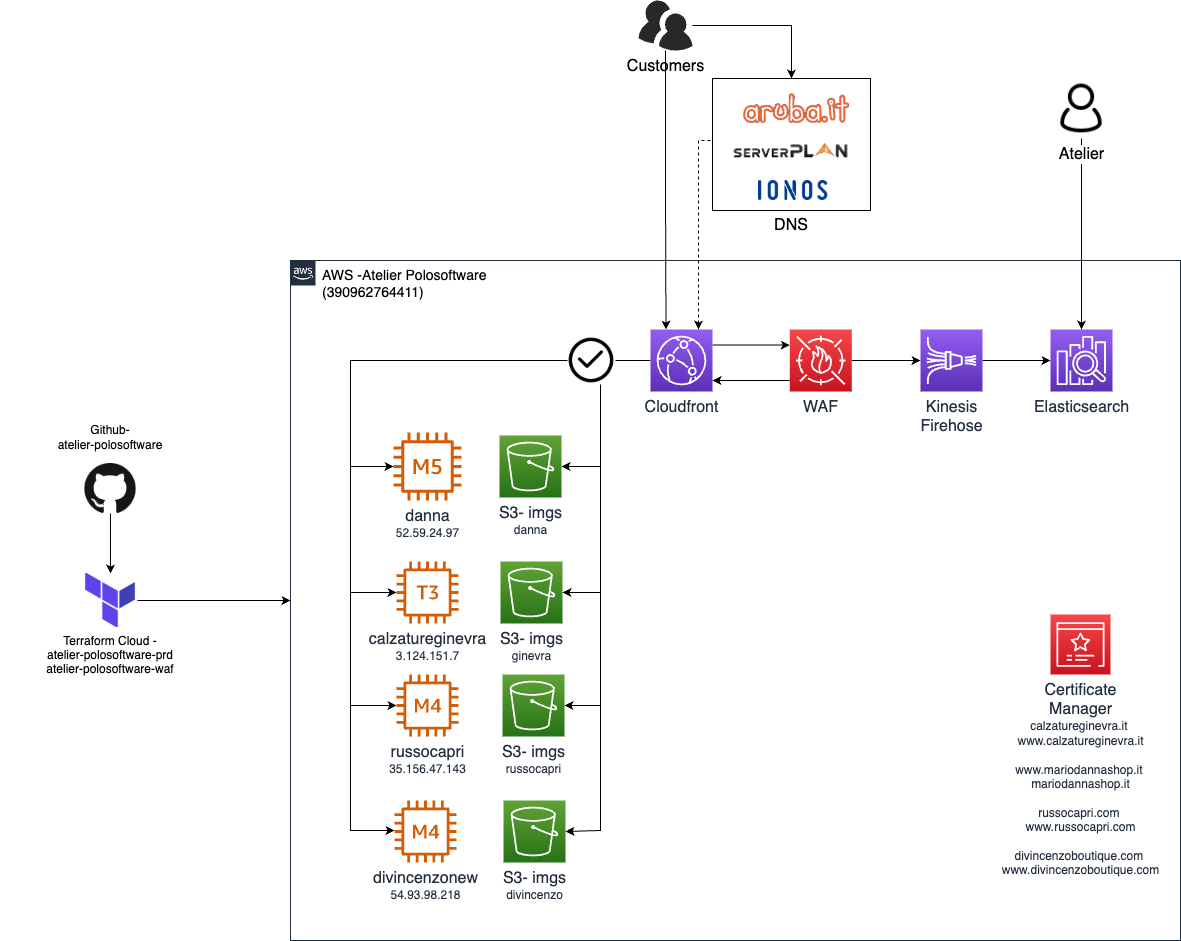 Customers
aruba.it
SERVERPLAN
IONOS
DNS
Atelier
aws
AWS -Atelier Polosoftware
(390962764411)
Cloudfront
WAF
Kinesis
Firehose
Elasticsearch
Github-
atelier-polosoftware
Terraform Cloud -
atelier-polosoftware-prd
atelier-polosoftware-waf
M5
danna
52.59.24.97
S3- imgs
danna
T3
calzatureginevra
3.124.151.7
S3- imgs
ginevra
M4
russocapri
35.156.47.143
S3- imgs
russocapri
M4
divincenzonew
54.93.98.218
S3- imgs
divincenzo
Certificate
Manager
calzatureginevra.it
www.calzatureginevra.it
www.mariodannashop.it
mariodannashop.it
russocapri.com
www.russocapri.com
divincenzoboutique.com
www.divincenzoboutique.com